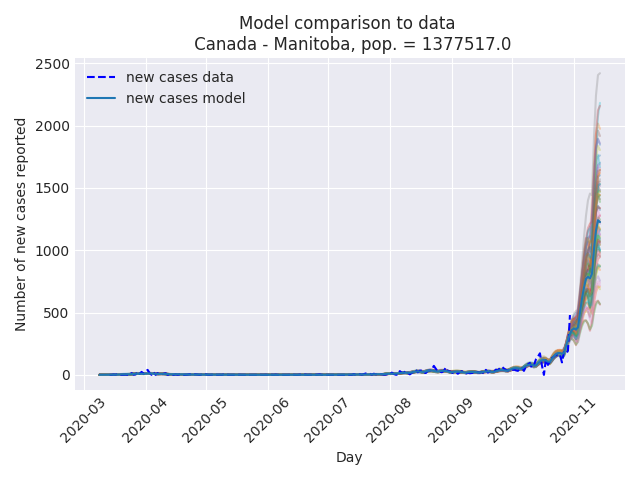 Model comparison to data
Canada - Manitoba, pop. = 1377517.0
new cases data
new cases model
Number of new cases reported
2500
2000
1500
1000
500
0
2020-03
2020-04
2020-05
2020-06
2020-07
2020-08
2020-09
2020-10
2020-11
Day